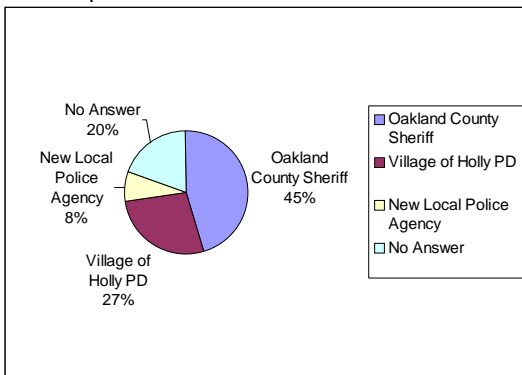 No Answer
20%
New Local
Police
Agency
8%
Village of
Holly PD
27%
Oakland
County Sheriff
45%
Oakland County
Sheriff
Village of Holly PD
New Local Police
Agency
No Answer